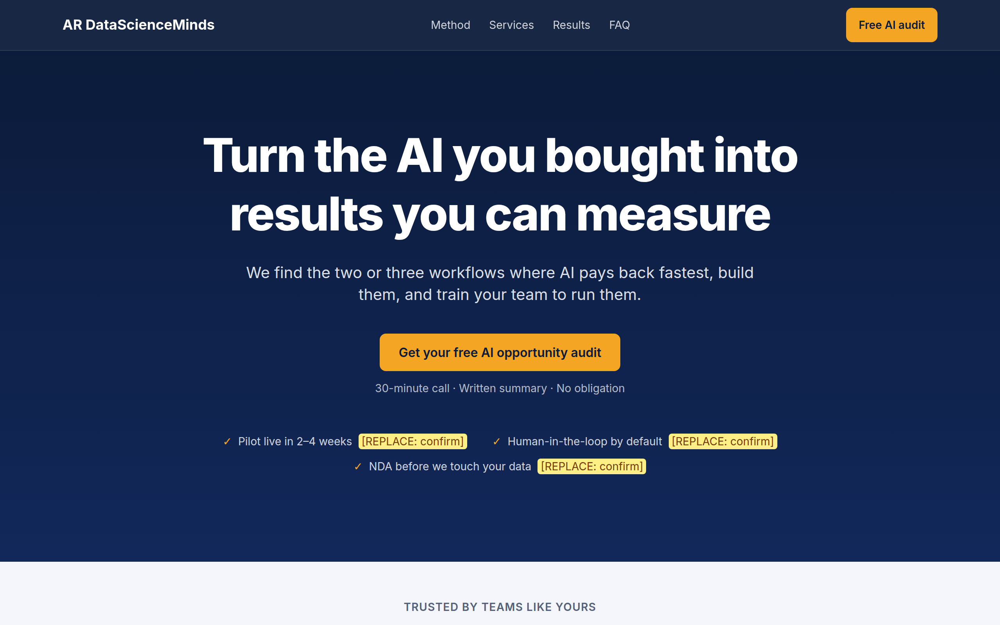 AR DataScienceMinds
Method Services Results FAQ
Free AI audit
Turn the AI you bought into
results you can measure
We find the two or three workflows where AI pays back fastest, build
them, and train your team to run them.
Get your free AI opportunity audit
30-minute call · Written summary · No obligation
✓ Pilot live in 2–4 weeks [REPLACE: confirm] ✓ Human-in-the-loop by default [REPLACE: confirm]
✓ NDA before we touch your data [REPLACE: confirm]
TRUSTED BY TEAMS LIKE YOURS